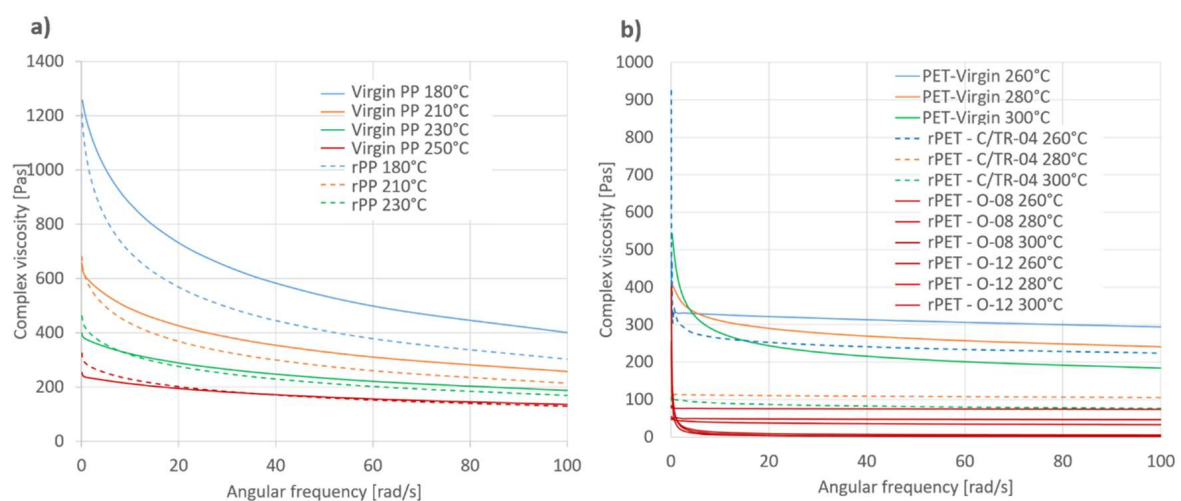 a)
Complex viscosity [Pas]
1400
1200
1000
800
600
400
200
0
0
20
40
60
80
100
Angular frequency [rad/s]
Virgin PP 180°C
Virgin PP 210°C
Virgin PP 230°C
Virgin PP 250°C
rPP 180°C
rPP 210°C
rPP 230°C
b)
Complex viscosity [Pas]
1000
900
800
700
600
500
400
300
200
100
0
0
20
40
60
80
100
Angular frequency [rad/s]
PET-Virgin 260°C
PET-Virgin 280°C
PET-Virgin 300°C
rPET - C/TR-04 260°C
rPET - C/TR-04 280°C
rPET - C/TR-04 300°C
rPET - O-08 260°C
rPET - O-08 280°C
rPET - O-08 300°C
rPET - O-12 260°C
rPET - O-12 280°C
rPET - O-12 300°C